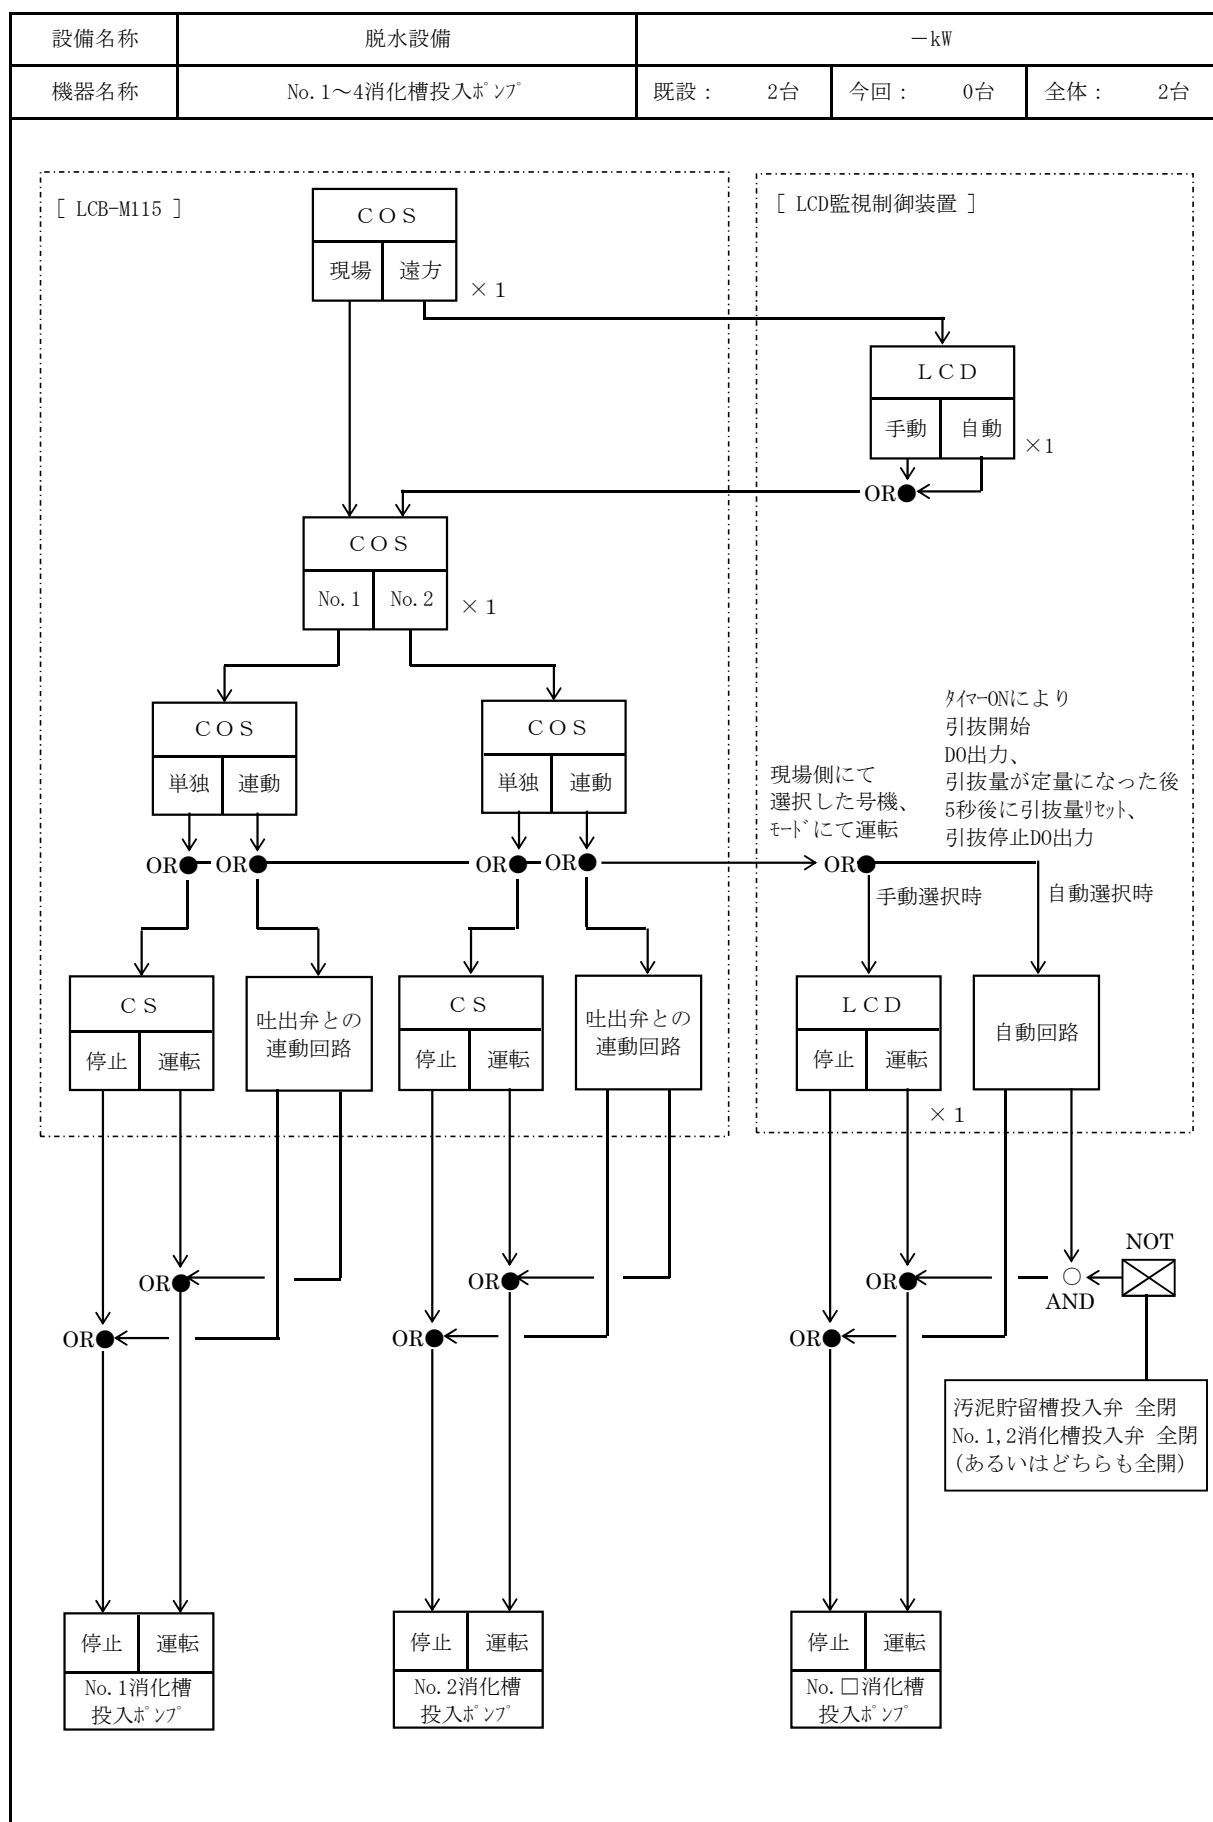 設備名称 脱水設備 －kW
機器名称 No.1～4消化槽投入ﾎﾟﾝﾌﾟ 既設： 2台 今回： 0台 全体： 2台
[ LCB-M115 ]
[ LCD監視制御装置 ]
ＣＯＳ
現場 遠方
×１
ＬＣＤ
手動 自動
×1
OR
ＣＯＳ
No.1 No.2
×１
ＣＯＳ
単独 連動
ＣＯＳ
単独 連動
現場側にて
選択した号機、
ﾓｰﾄﾞにて運転
ﾀｲﾏｰONにより
引抜開始
DO出力、
引抜量が定量になった後
5秒後に引抜量ﾘｾｯﾄ、
引抜停止DO出力
OR OR OR OR OR
手動選択時
自動選択時
ＣＳ
停止 運転
吐出弁との
連動回路
ＣＳ
停止 運転
吐出弁との
連動回路
ＬＣＤ
停止 運転
×１
自動回路
NOT
OR OR OR
AND
OR OR OR
汚泥貯留槽投入弁 全閉
No.1,2消化槽投入弁 全閉
(あるいはどちらも全開)
停止 運転
No.1消化槽
投入ﾎﾟﾝﾌﾟ
停止 運転
No.2消化槽
投入ﾎﾟﾝﾌﾟ
停止 運転
No.□消化槽
投入ﾎﾟﾝﾌﾟ